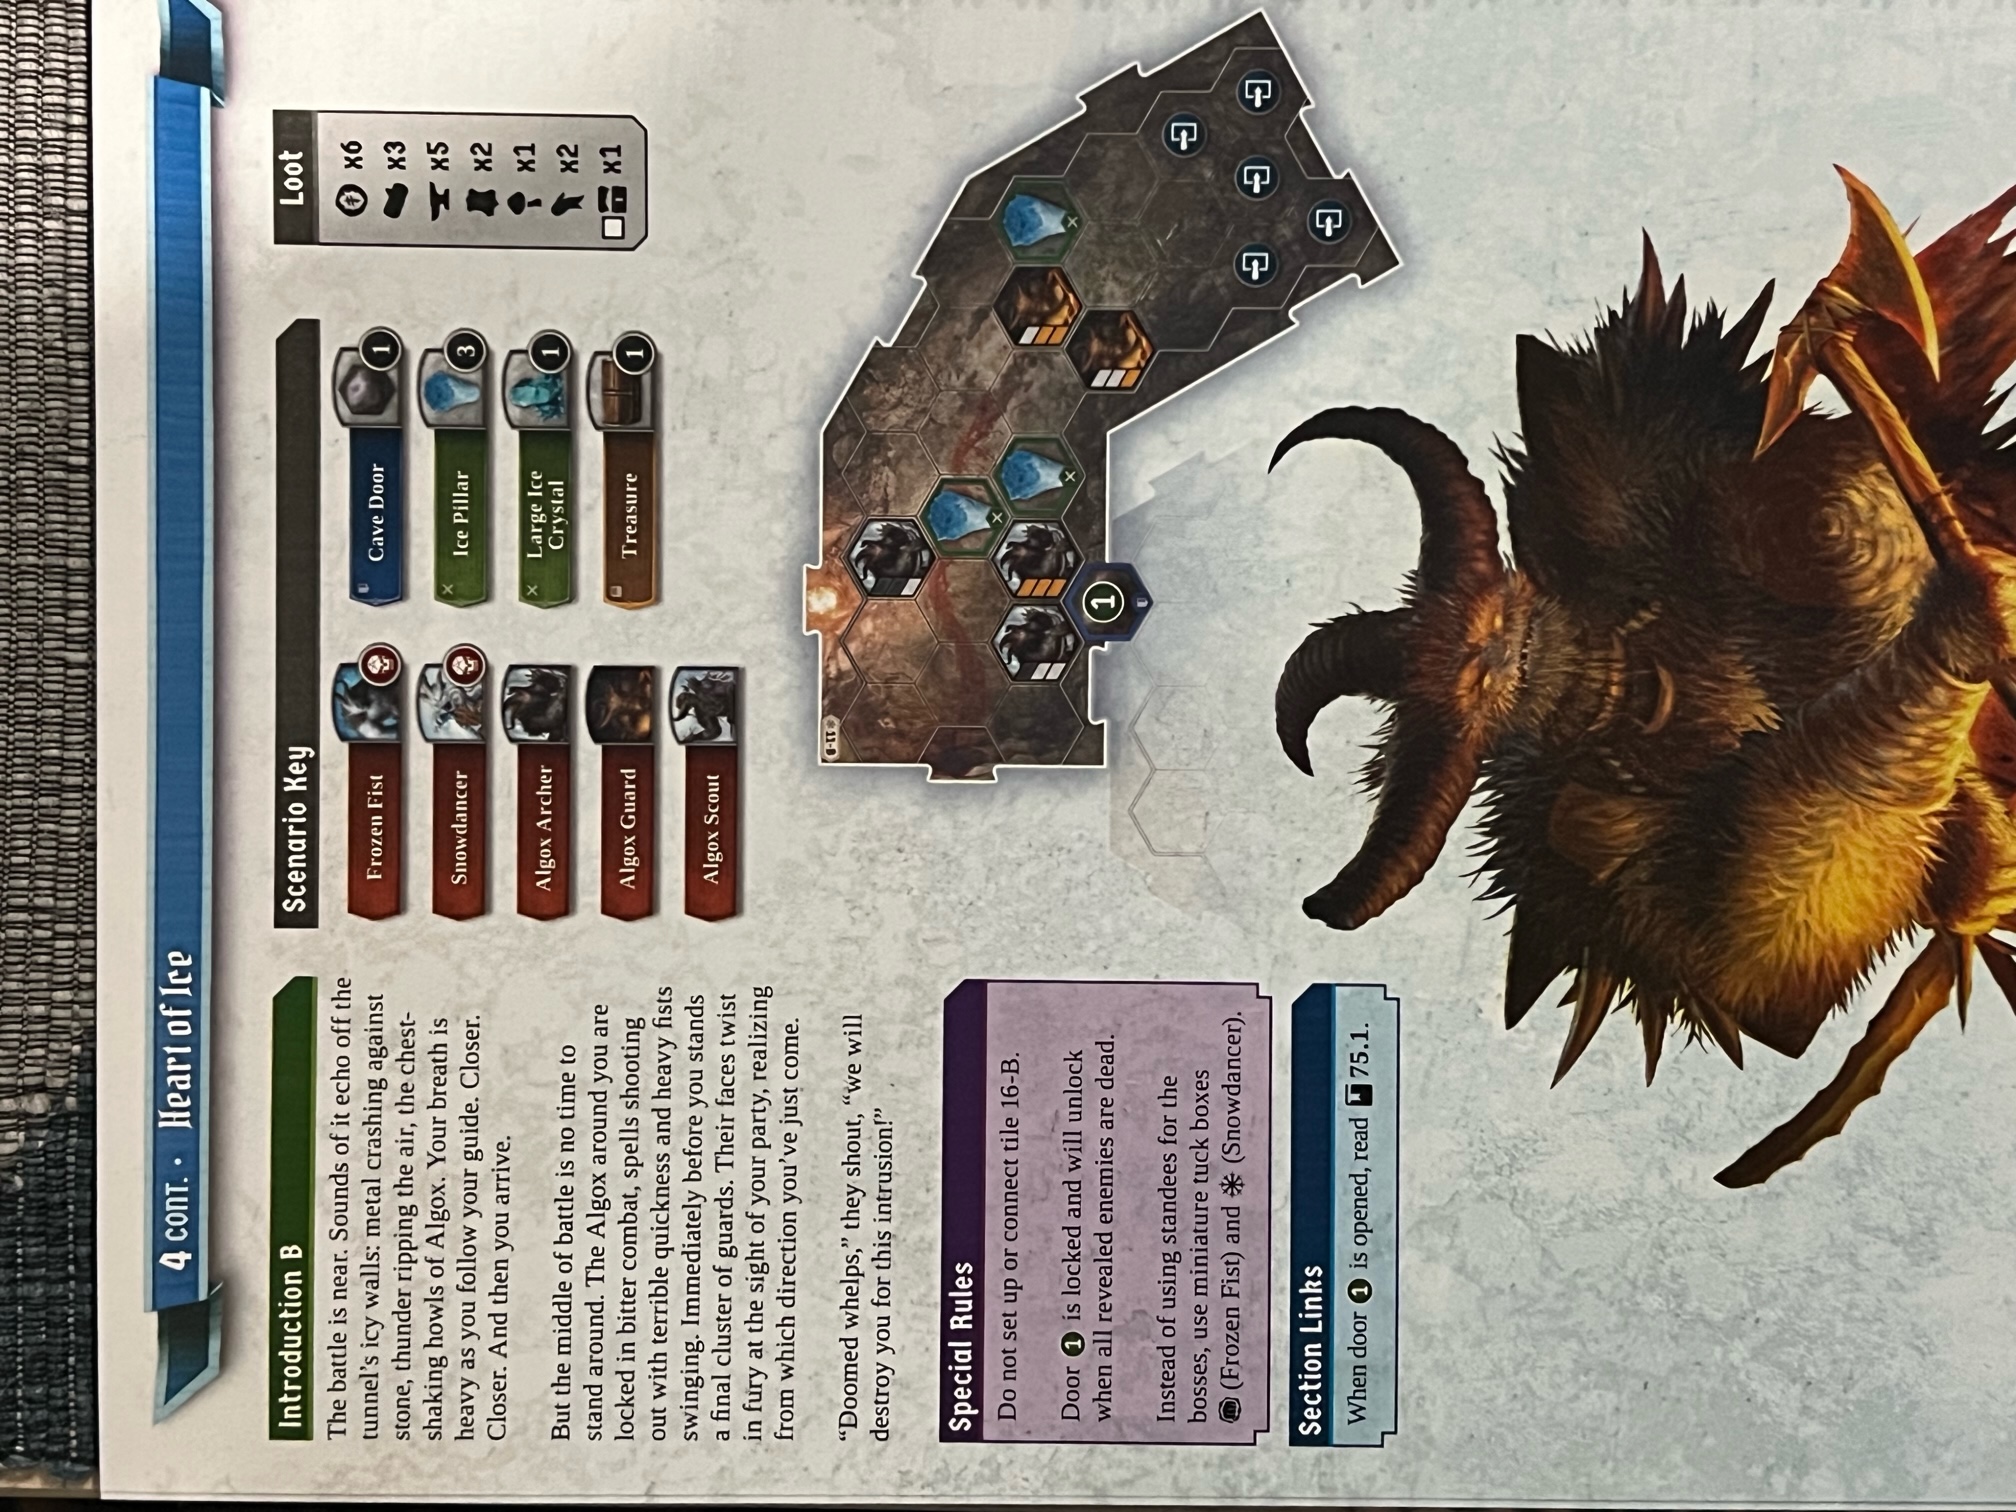 4 CONT. · Heart of Ice
Introduction B
The battle is near. Sounds of it echo off the
tunnel's icy walls: metal crashing against
stone, thunder ripping the air, the chest-
shaking howls of Algox. Your breath is
heavy as you follow your guide. Closer.
Closer. And then you arrive.
But the middle of battle is no time to
stand around. The Algox around you are
locked in bitter combat, spells shooting
out with terrible quickness and heavy fists
swinging. Immediately before you stands
a final cluster of guards. Their faces twist
in fury at the sight of your party, realizing
from which direction you've just come.
“Doomed whelps,” they shout, “we will
destroy you for this intrusion!”
Special Rules
Do not set up or connect tile 16-B.
Door 1 is locked and will unlock
when all revealed enemies are dead.
Instead of using standees for the
bosses, use miniature tuck boxes
(Frozen Fist) and (Snowdancer).
Section Links
When door 1 is opened, read 75.1.
Scenario Key
Frozen Fist
Snowdancer
Algox Archer
Algox Guard
Algox Scout
Cave Door 1
Ice Pillar 3
Large Ice
Crystal 1
Treasure 1
Loot
x6
x3
x5
x2
x1
x2
x1
11-B
1